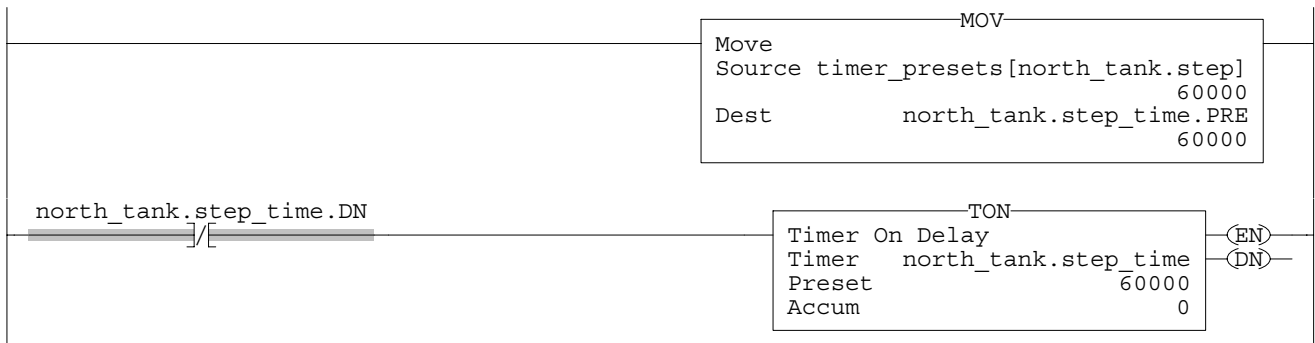 MOV
Move
Source timer_presets[north_tank.step]
60000
Dest north_tank.step_time.PRE
60000
north_tank.step_time.DN
TON
Timer On Delay
Timer north_tank.step_time
Preset 60000
Accum 0
EN
DN